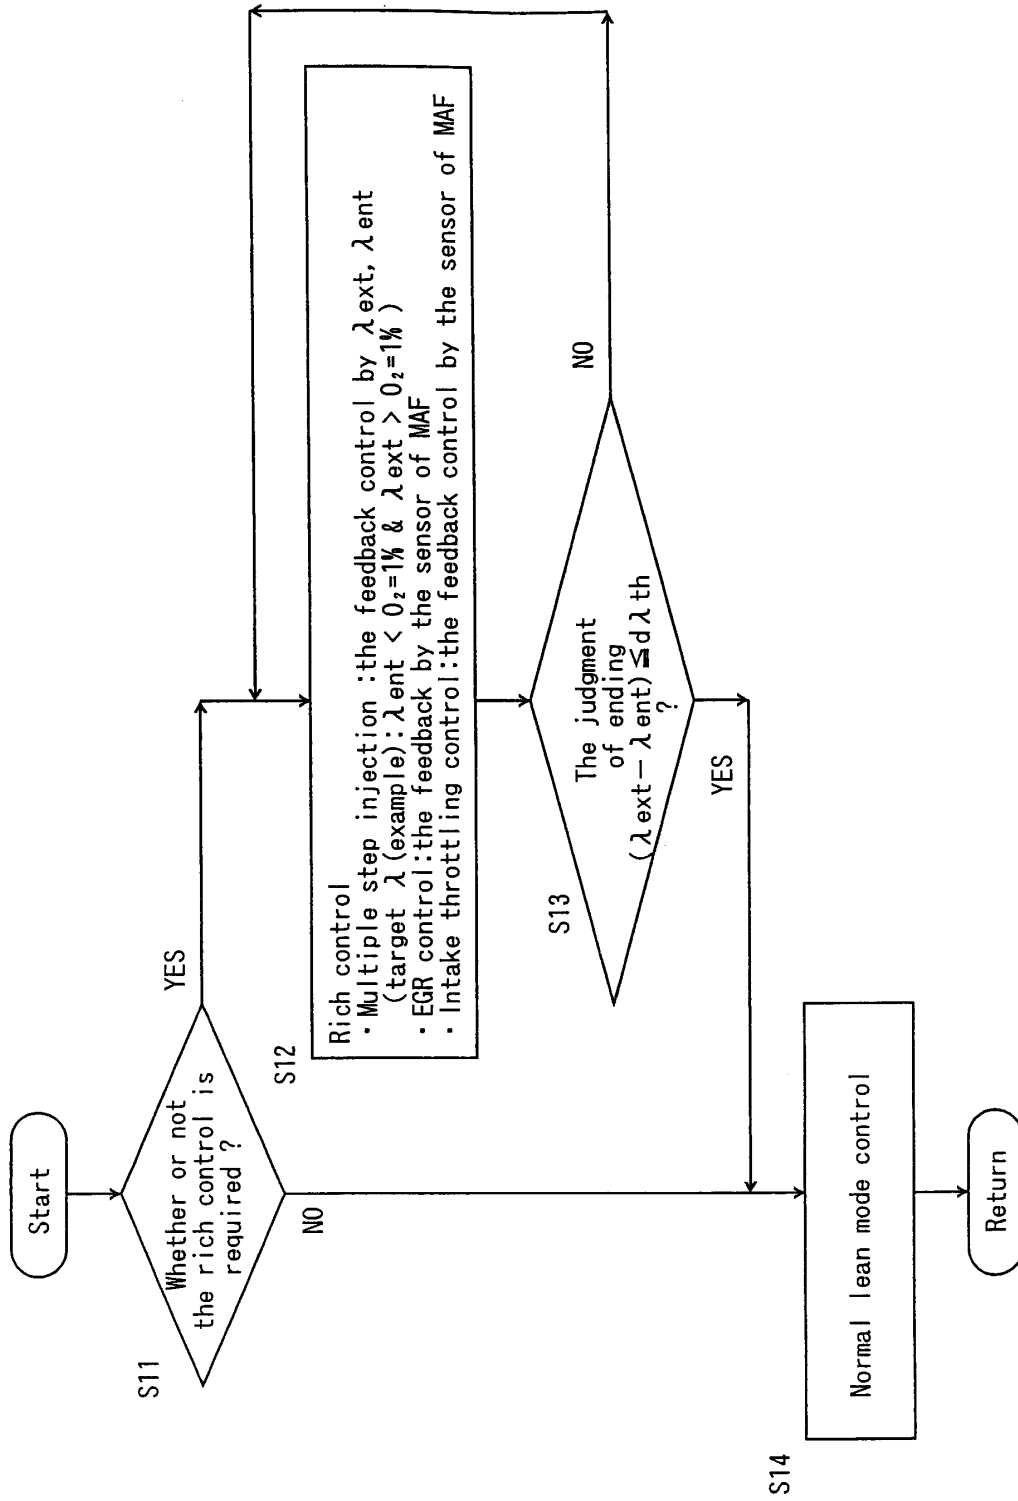 Start
S11
Whether or not
the rich control is
required ?
YES
NO
S12
Rich control
・Multiple step injection :the feedback control by λext, λent
(target λ(example):λent < O₂=1% & λext > O₂=1%)
・EGR control:the feedback by the sensor of MAF
・Intake throttling control:the feedback control by the sensor of MAF
S13
The judgment
of ending
(λext－λent)≦dλth
?
NO
YES
S14
Normal lean mode control
Return